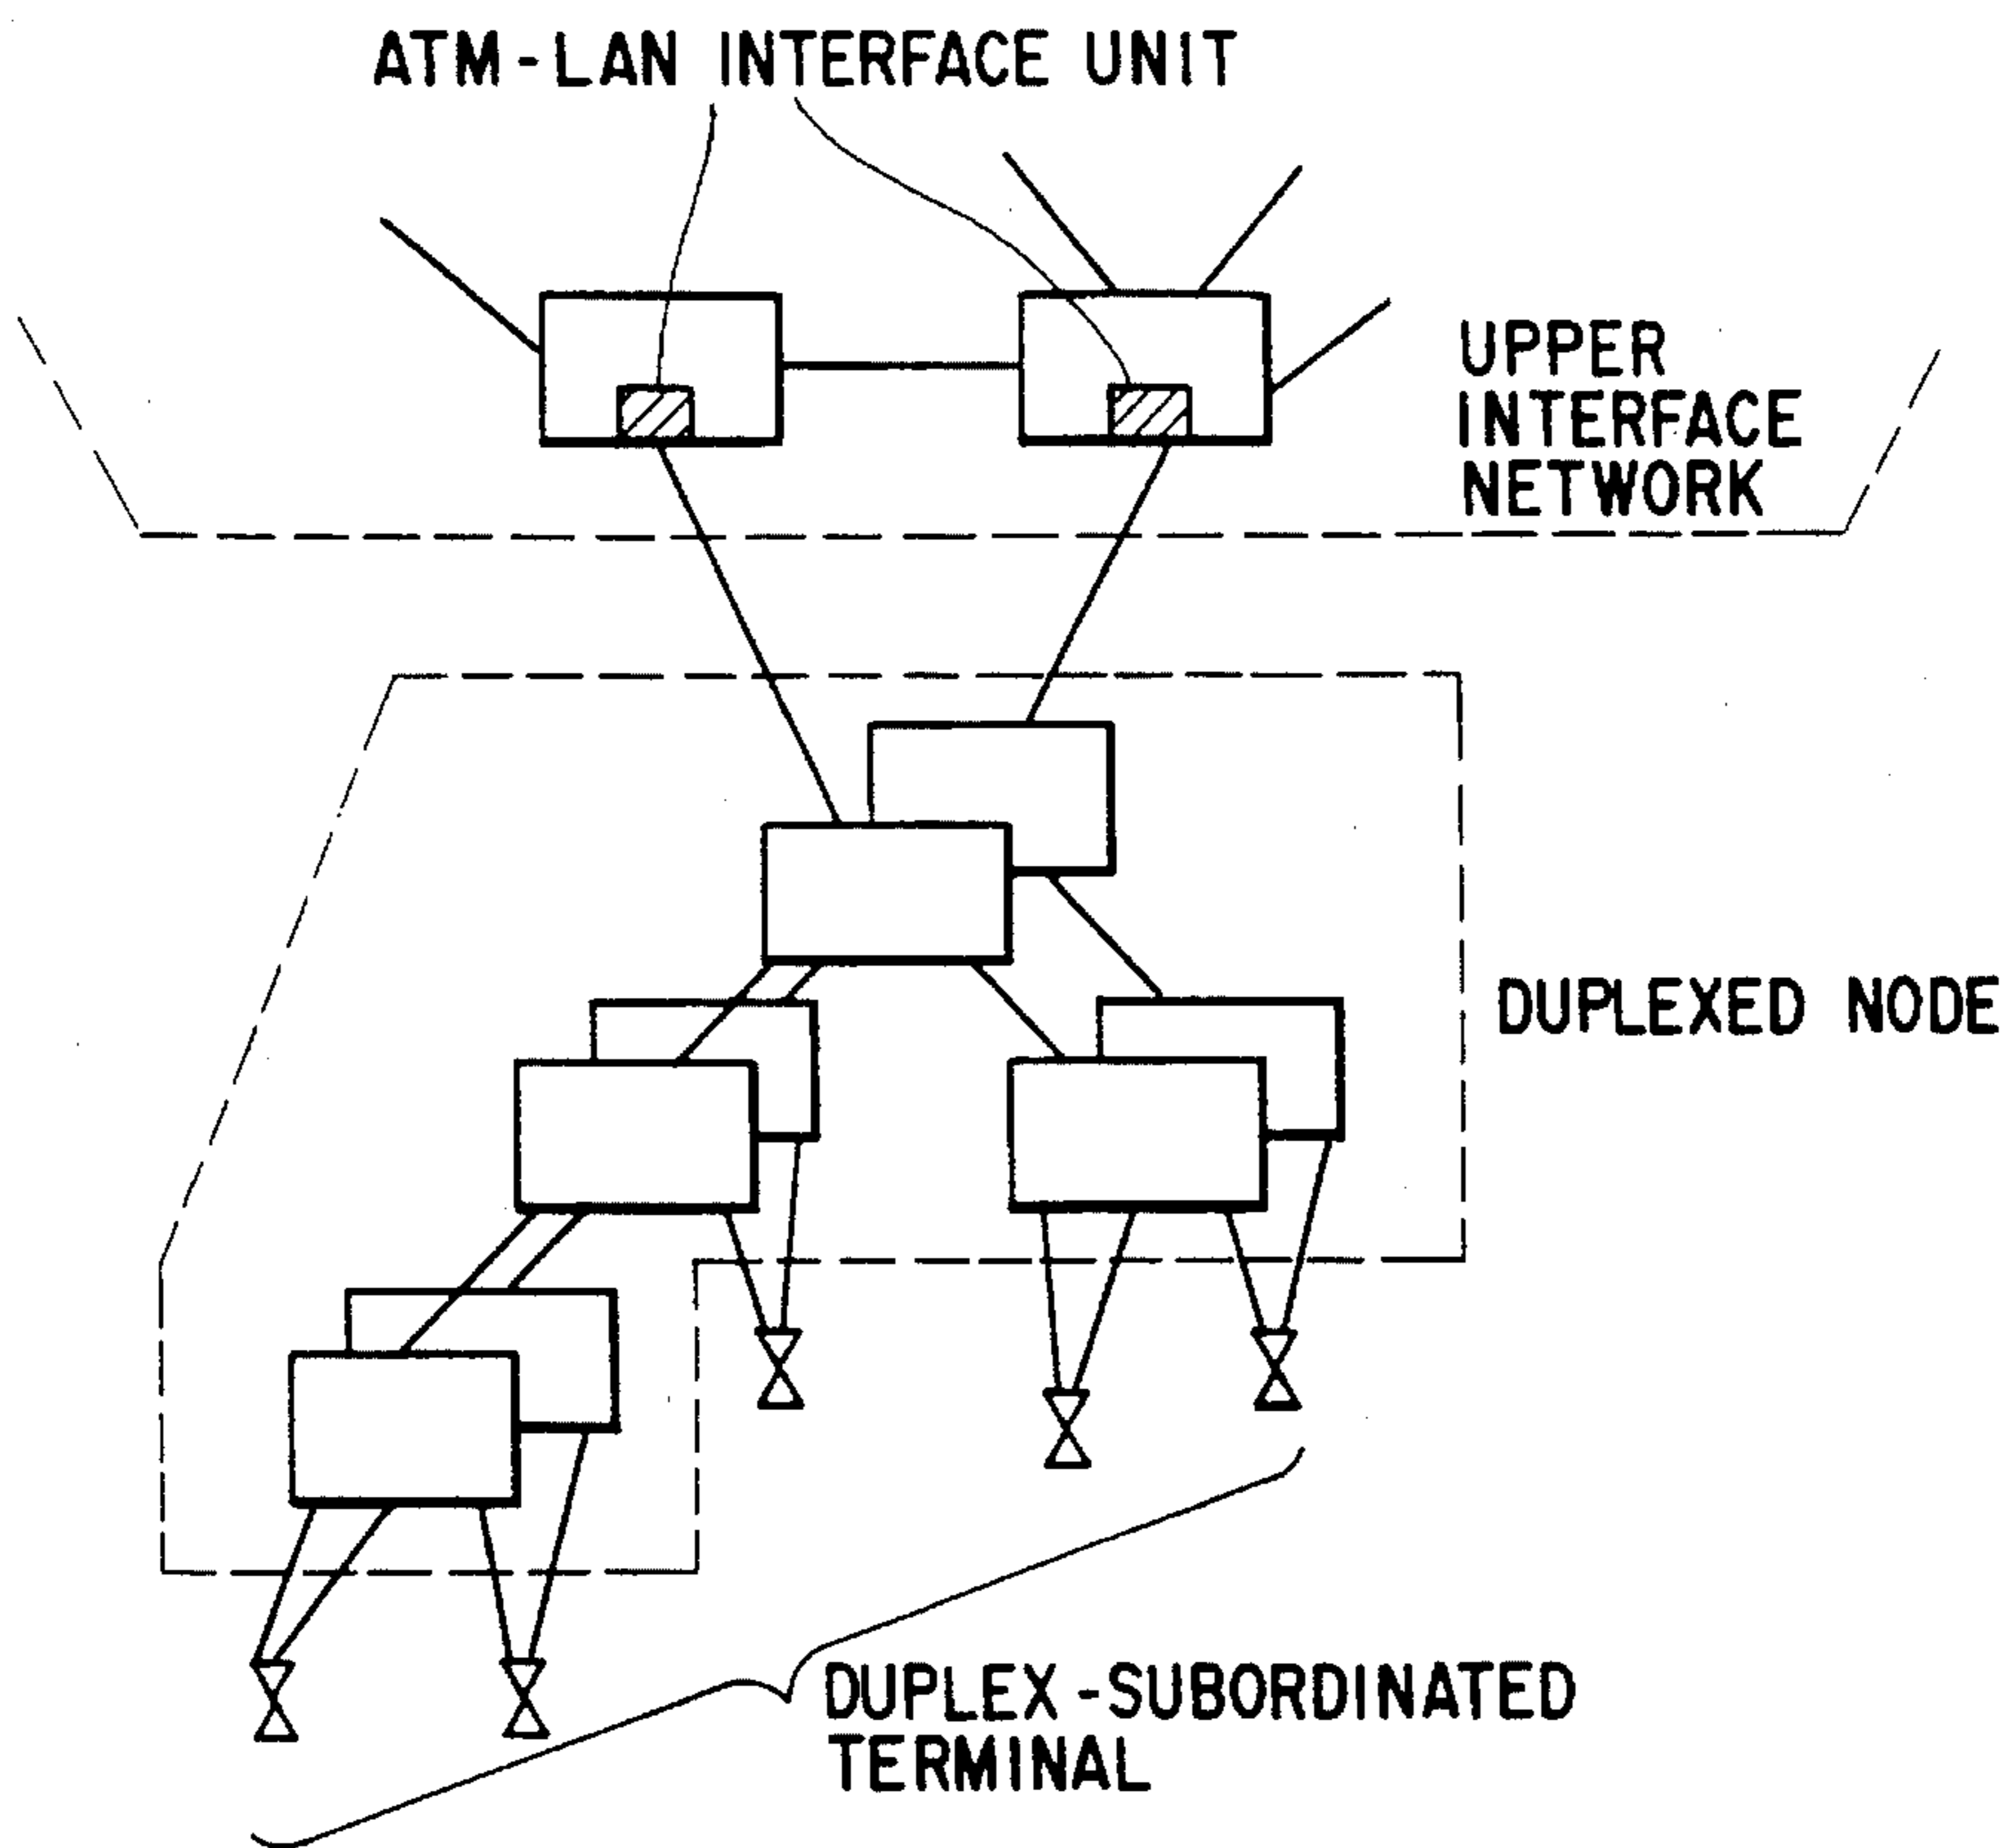 ATM-LAN INTERFACE UNIT
UPPER
INTERFACE
NETWORK
DUPLEXED NODE
DUPLEX-SUBORDINATED
TERMINAL